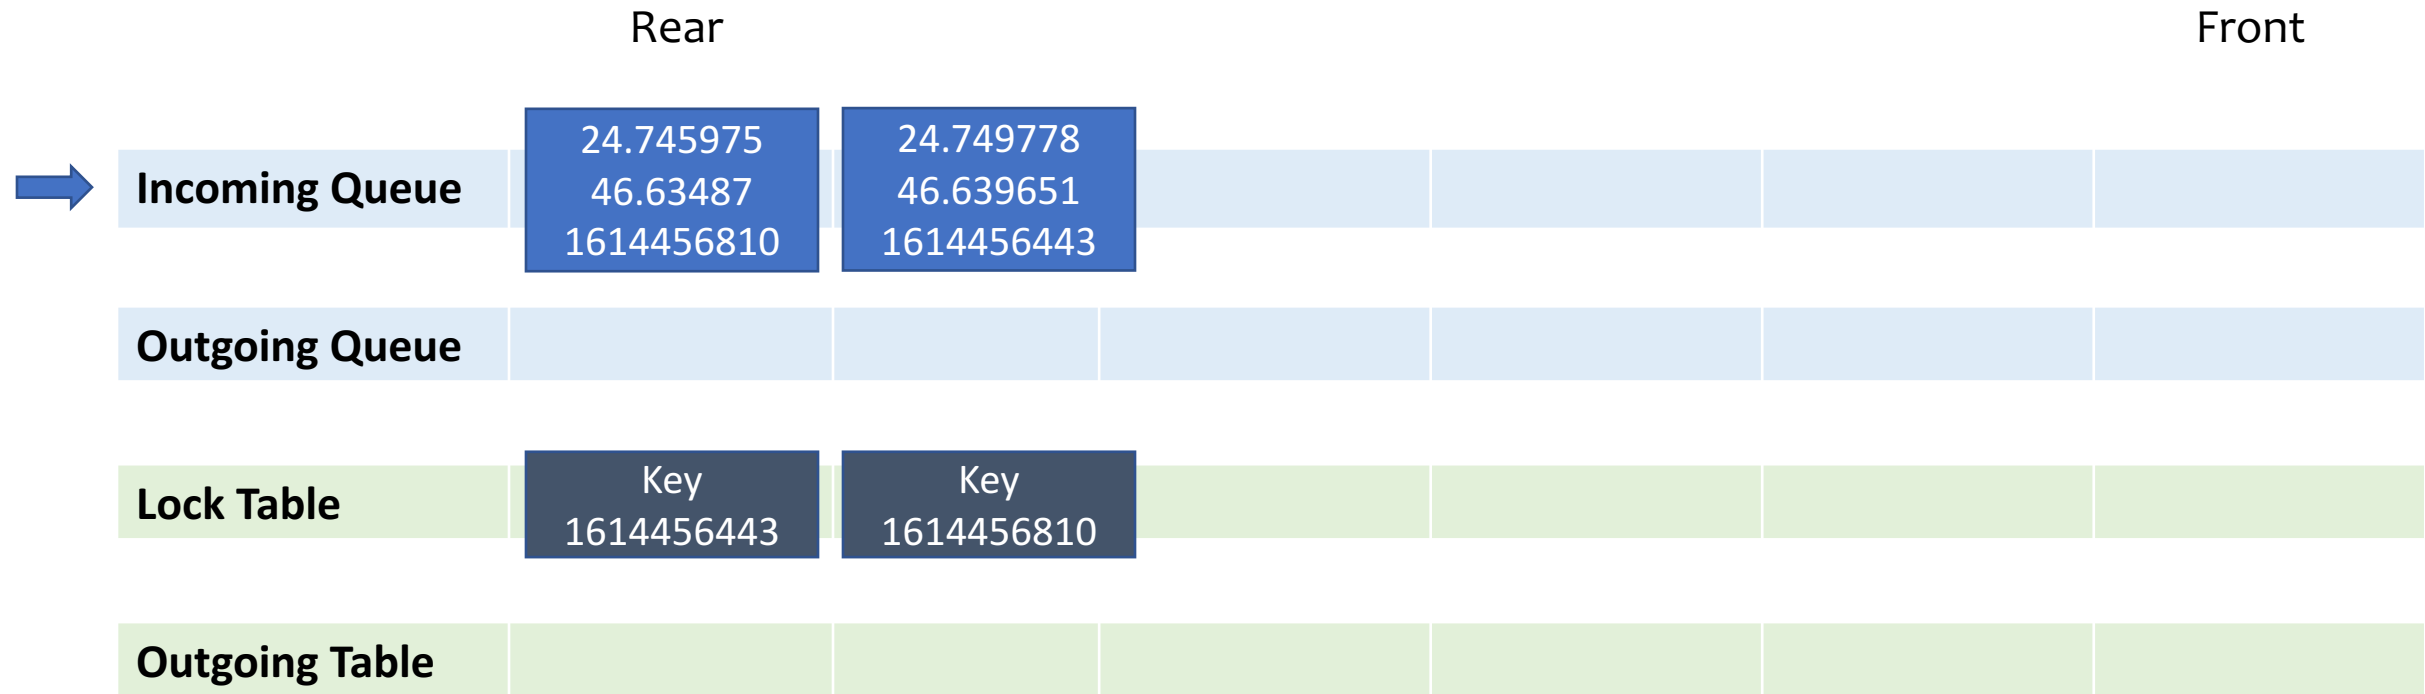 Rear
Front
Incoming Queue
24.745975
46.63487
1614456810
24.749778
46.639651
1614456443
Outgoing Queue
Lock Table
Key
1614456443
Key
1614456810
Outgoing Table